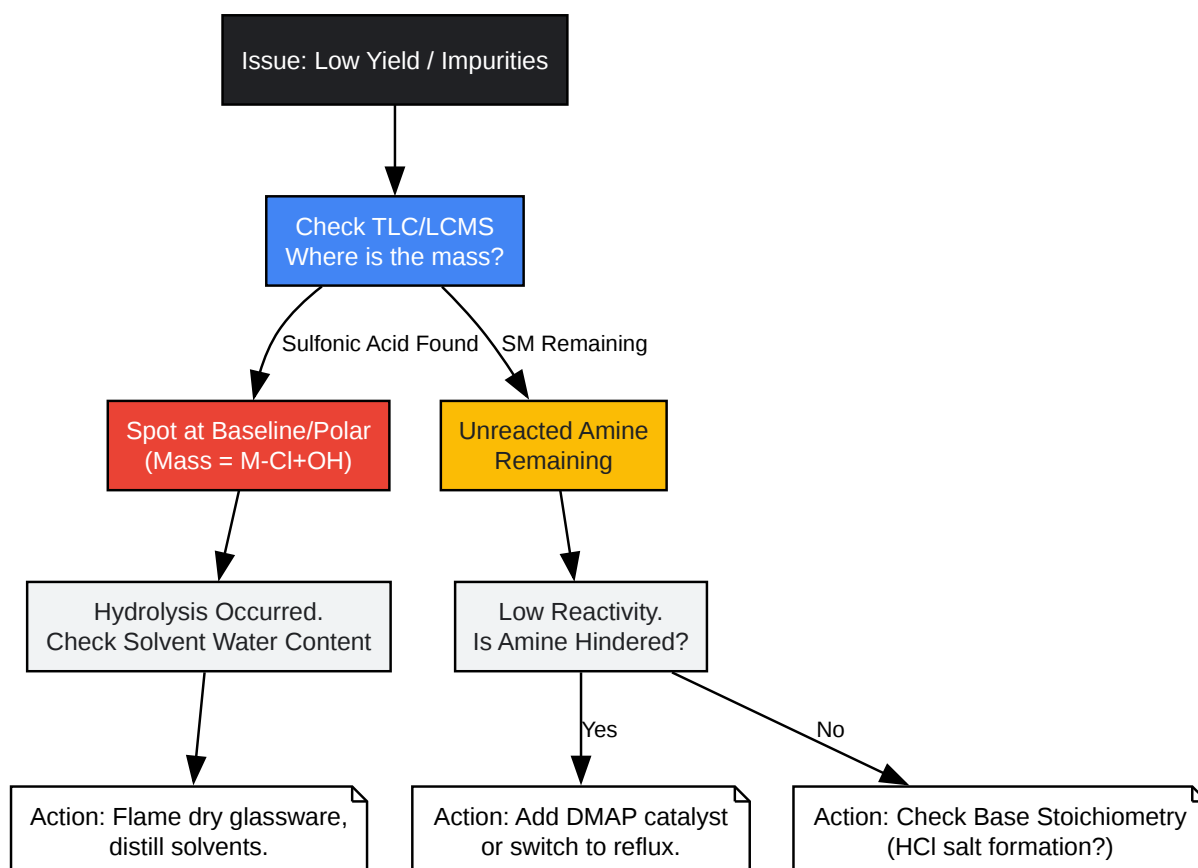 Issue: Low Yield / Impurities
Check TLC/LCMS
Where is the mass?
Sulfonic Acid Found
SM Remaining
Spot at Baseline/Polar
(Mass = M-Cl+OH)
Unreacted Amine
Remaining
Hydrolysis Occurred.
Check Solvent Water Content
Low Reactivity.
Is Amine Hindered?
Yes
No
Action: Flame dry glassware,
distill solvents.
Action: Add DMAP catalyst
or switch to reflux.
Action: Check Base Stoichiometry
(HCl salt formation?)